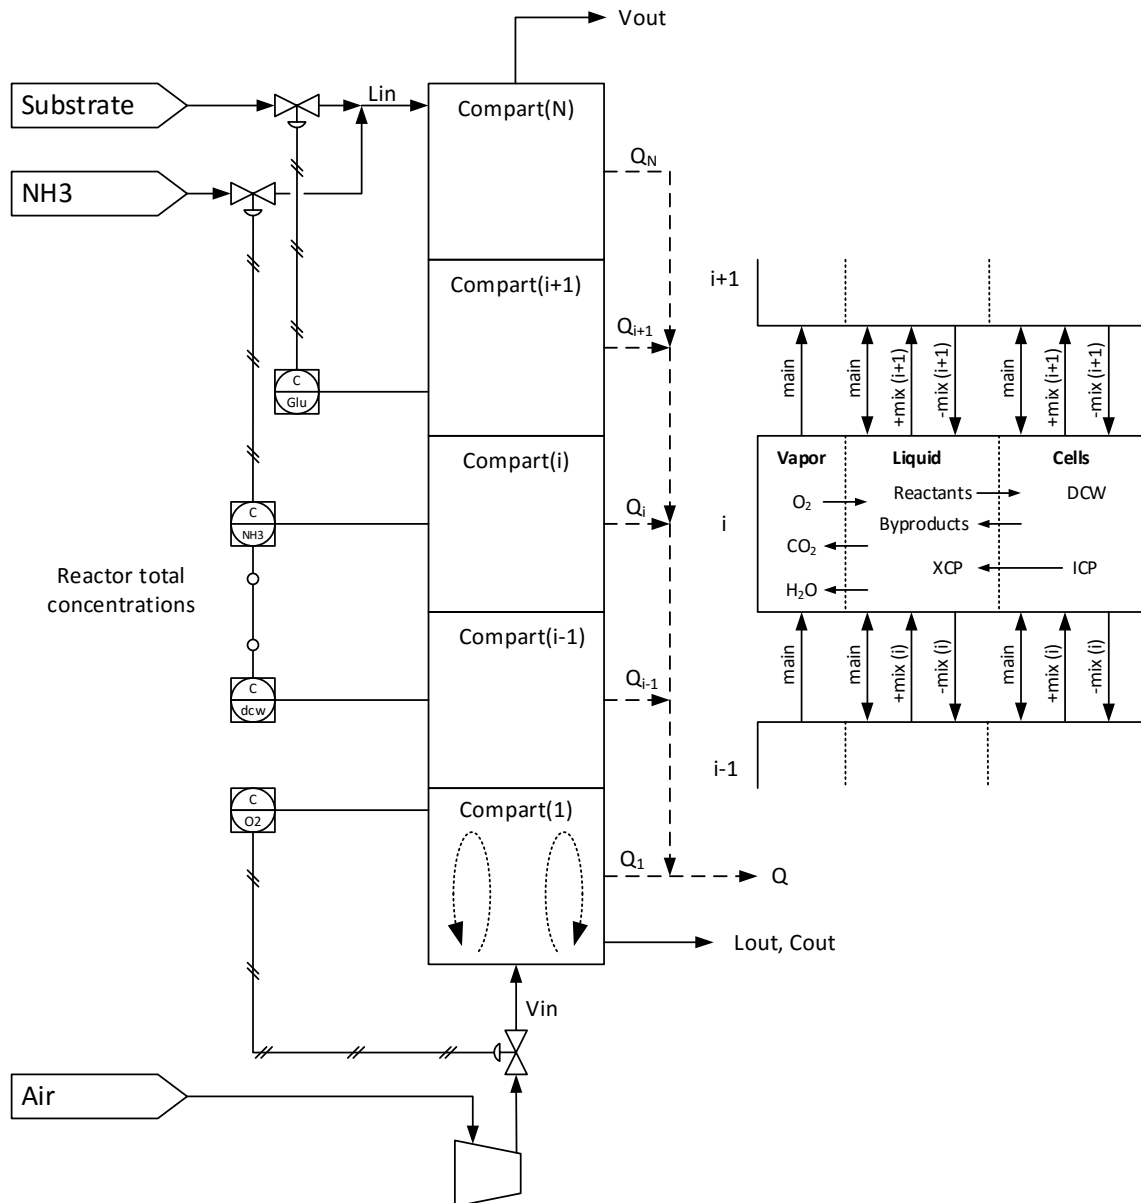 Vout
Substrate
Lin
Compart(N)
NH3
QN
Compart(i+1)
Qi+1
C
Glu
Compart(i)
Qi
C
NH3
Reactor total
concentrations
Compart(i-1)
Qi-1
C
dcw
Compart(1)
C
O2
Q1
Q
Lout, Cout
Vin
Air
i+1
main
main
+mix (i+1)
-mix (i+1)
main
+mix (i+1)
-mix (i+1)
Vapor Liquid Cells
O2 Reactants DCW
i
Byproducts
CO2
XCP ICP
H2O
main
main
+mix (i)
-mix (i)
main
+mix (i)
-mix (i)
i-1